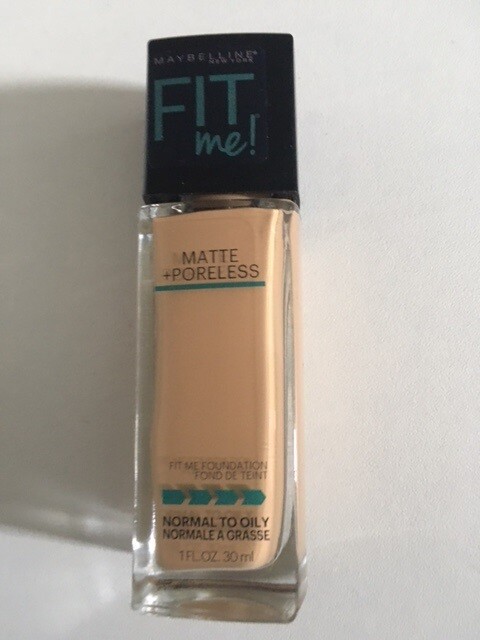 MAYBELLINE®
NEW YORK
FIT
me!
MATTE
+PORELESS
FIT ME FOUNDATION
FOND DE TEINT
NORMAL TO OILY
NORMALE À GRASSE
1 FL.OZ. 30 ml